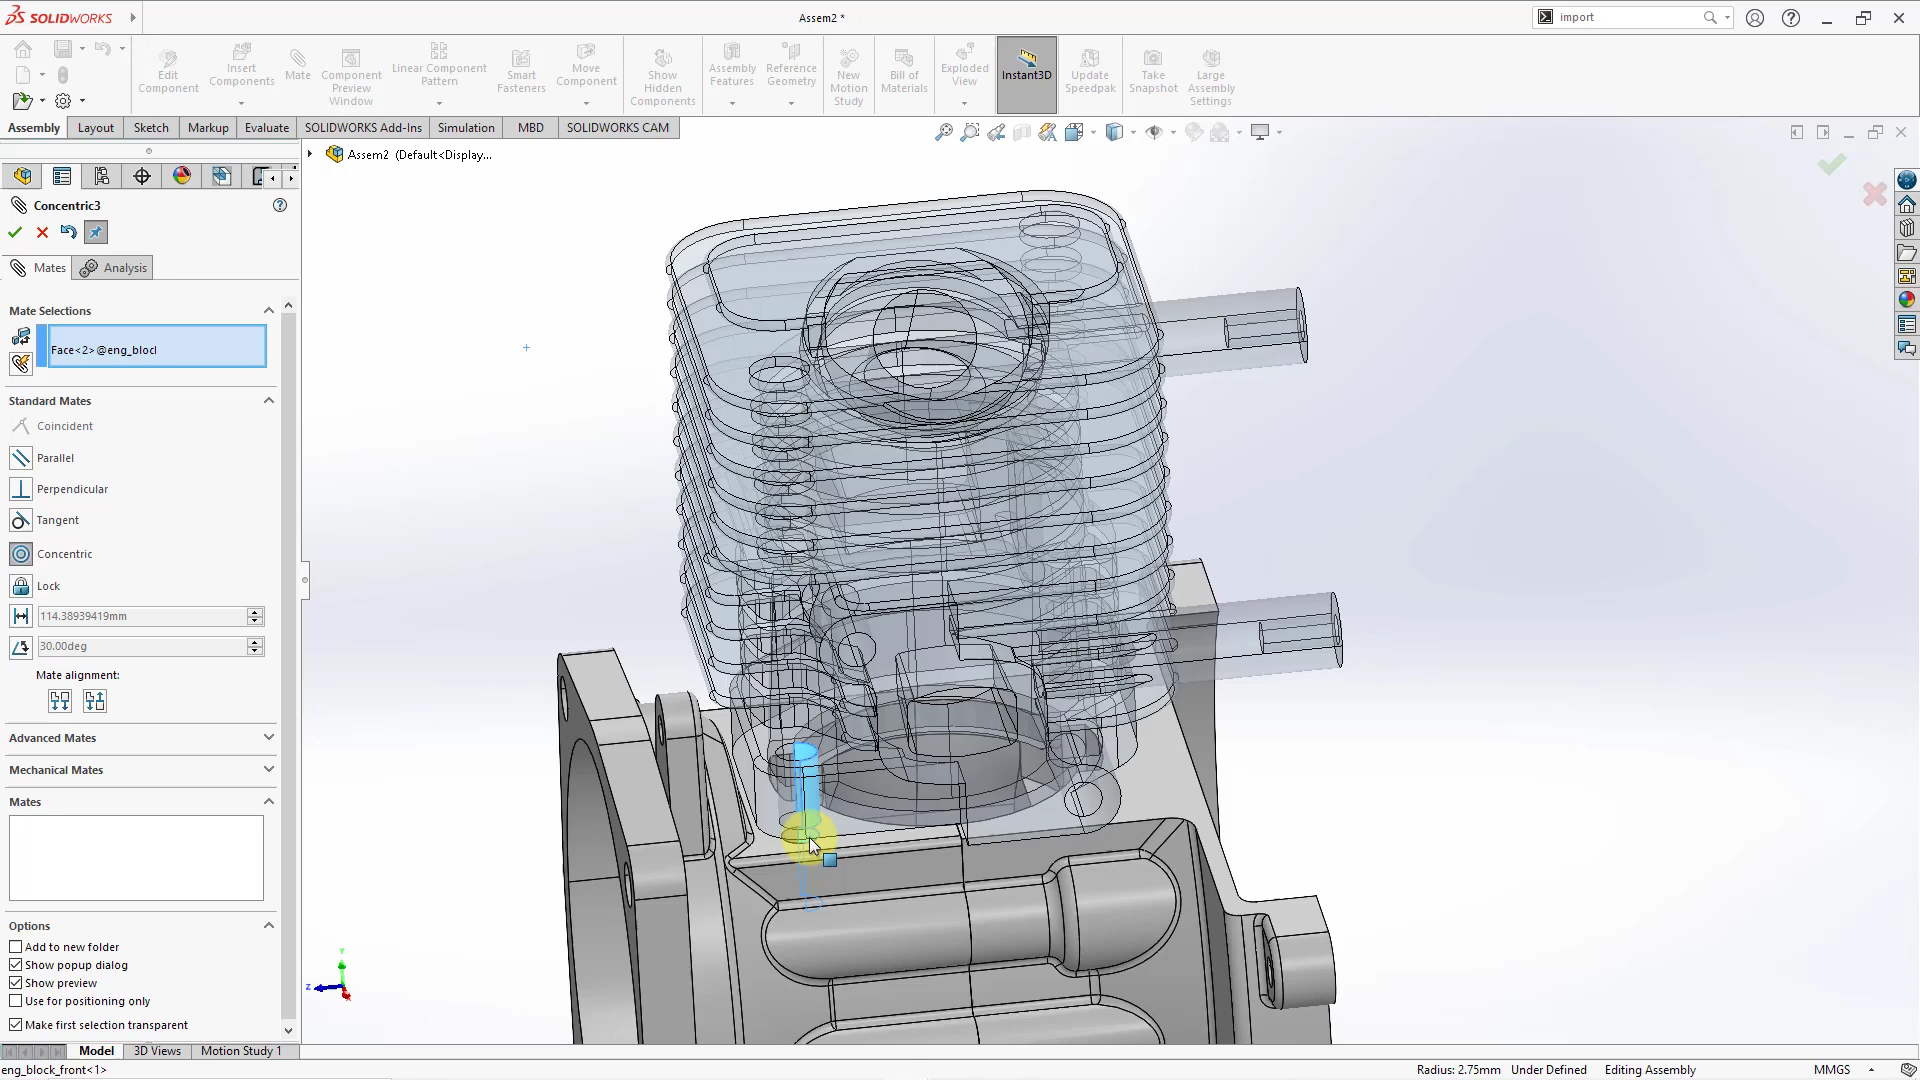 SOLIDWORKS
Assem2 *
import
Edit
Component
Insert
Components
Mate
Component
Preview
Window
Linear Component
Pattern
Smart
Fasteners
Move
Component
Show
Hidden
Components
Assembly
Features
Reference
Geometry
New
Motion
Study
Bill of
Materials
Exploded
View
Instant3D
Update
Speedpak
Take
Snapshot
Large
Assembly
Settings
Assembly
Layout
Sketch
Markup
Evaluate
SOLIDWORKS Add-Ins
Simulation
MBD
SOLIDWORKS CAM
Assem2 (Default<Display...
Concentric3
Mates
Analysis
Mate Selections
Face<2>@eng_blocl
Standard Mates
Coincident
Parallel
Perpendicular
Tangent
Concentric
Lock
114.38939419mm
30.00deg
Mate alignment:
Advanced Mates
Mechanical Mates
Mates
Options
Add to new folder
Show popup dialog
Show preview
Use for positioning only
Make first selection transparent
Y
Z
Model
3D Views
Motion Study 1
eng_block_front<1>
Radius: 2.75mm
Under Defined
Editing Assembly
MMGS